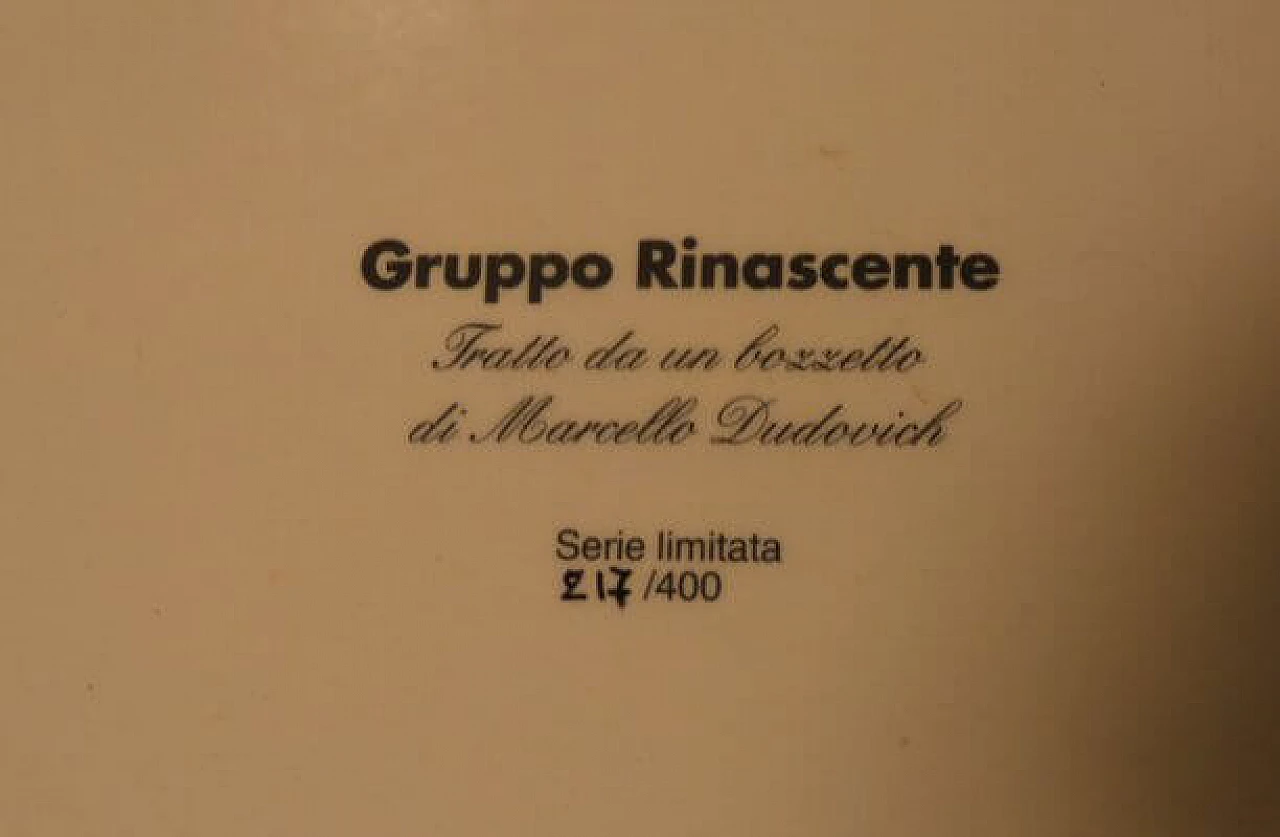 Gruppo Rinascente
Tratto da un bozzetto
di Marcello Dudovich
Serie limitata
217/400